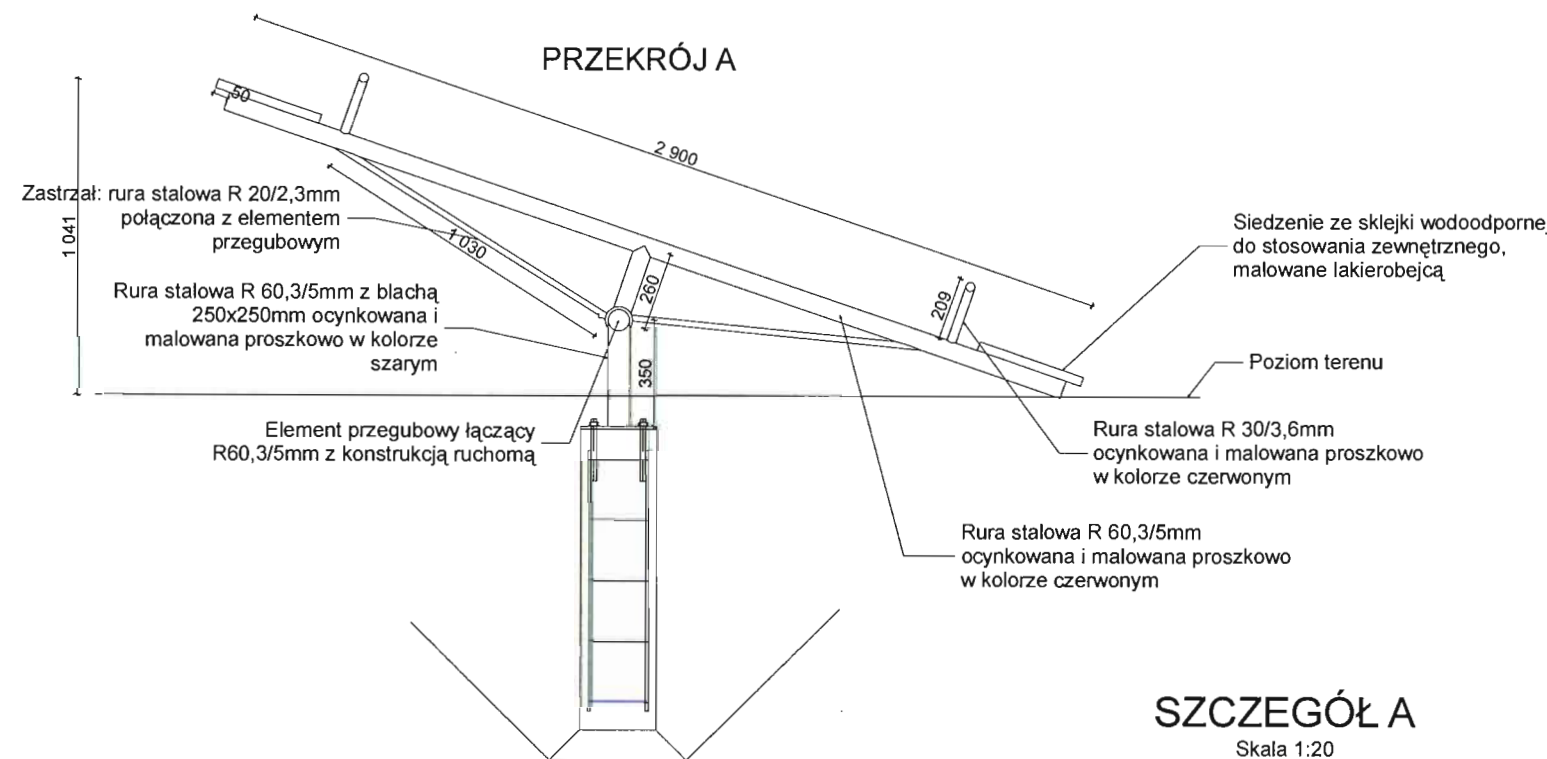 PRZEKRÓJ A
50
2 900
1 041
Zastrzał: rura stalowa R 20/2,3mm
połączona z elementem
przegubowym
1 030
Rura stalowa R 60,3/5mm z blachą
250x250mm ocynkowana i
malowana proszkowo w kolorze
szarym
260
209
350
Siedzenie ze sklejki wodoodporne
do stosowania zewnętrznego,
malowane lakierobejcą
Poziom terenu
Element przegubowy łączący
R60,3/5mm z konstrukcją ruchomą
Rura stalowa R 30/3,6mm
ocynkowana i malowana proszkowo
w kolorze czerwonym
Rura stalowa R 60,3/5mm
ocynkowana i malowana proszkowo
w kolorze czerwonym
SZCZEGÓŁ A
Skala 1:20